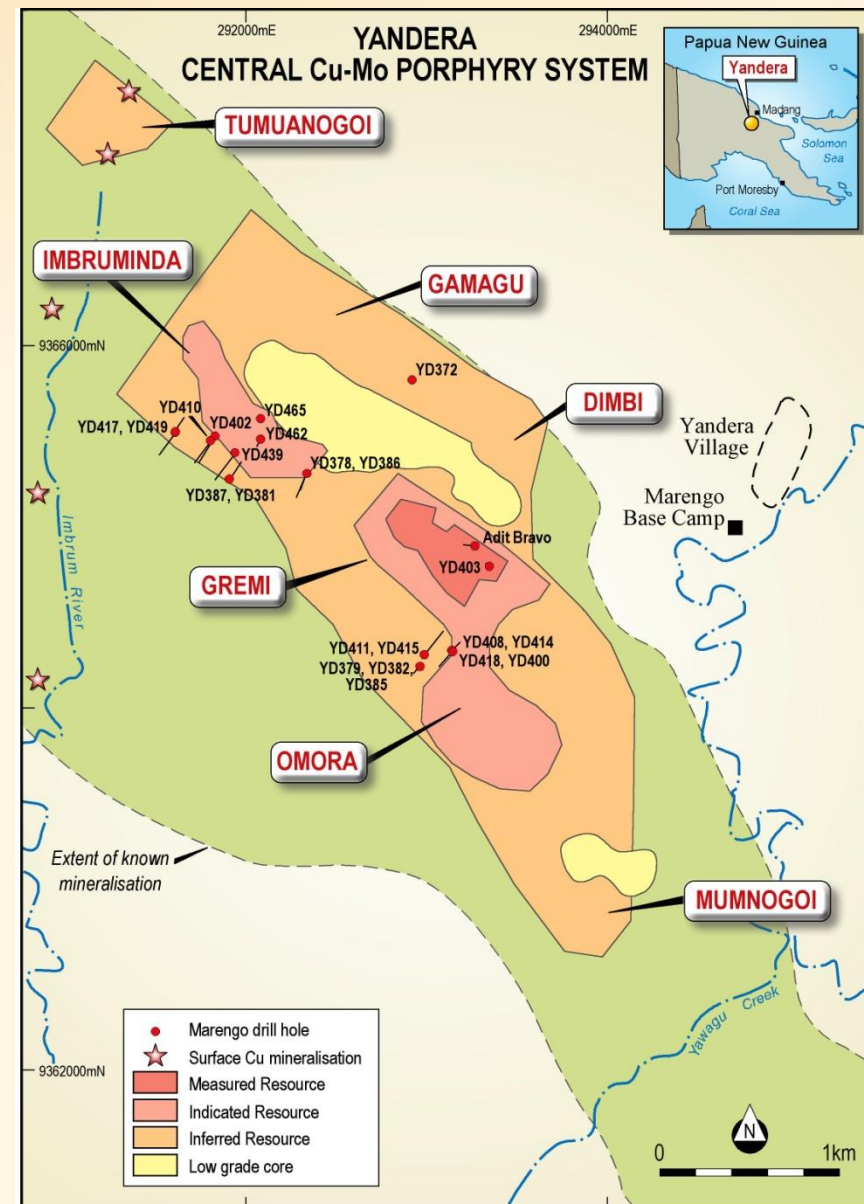 292000mE
294000mE
YANDERA
CENTRAL Cu-Mo PORPHYRY SYSTEM
Papua New Guinea
Yandera
Madang
Solomon
Sea
Port Moresby
Coral Sea
TUMUANOGOI
IMBRUMINDA
GAMAGU
9366000mN
YD372
DIMBI
YD465
YD410
YD402
YD417, YD419
YD462
YD439
YD378, YD386
YD387, YD381
Yandera
Village
Marengo
Base Camp
Imbrum River
Adit Bravo
YD403
GREMI
YD411, YD415
YD408, YD414
YD379, YD382,
YD418, YD400
YD385
OMORA
Extent of known
mineralisation
MUMNOGOI
Yawagu Creek
Marengo drill hole
Surface Cu mineralisation
Measured Resource
Indicated Resource
Inferred Resource
Low grade core
9362000mN
N
0
1km